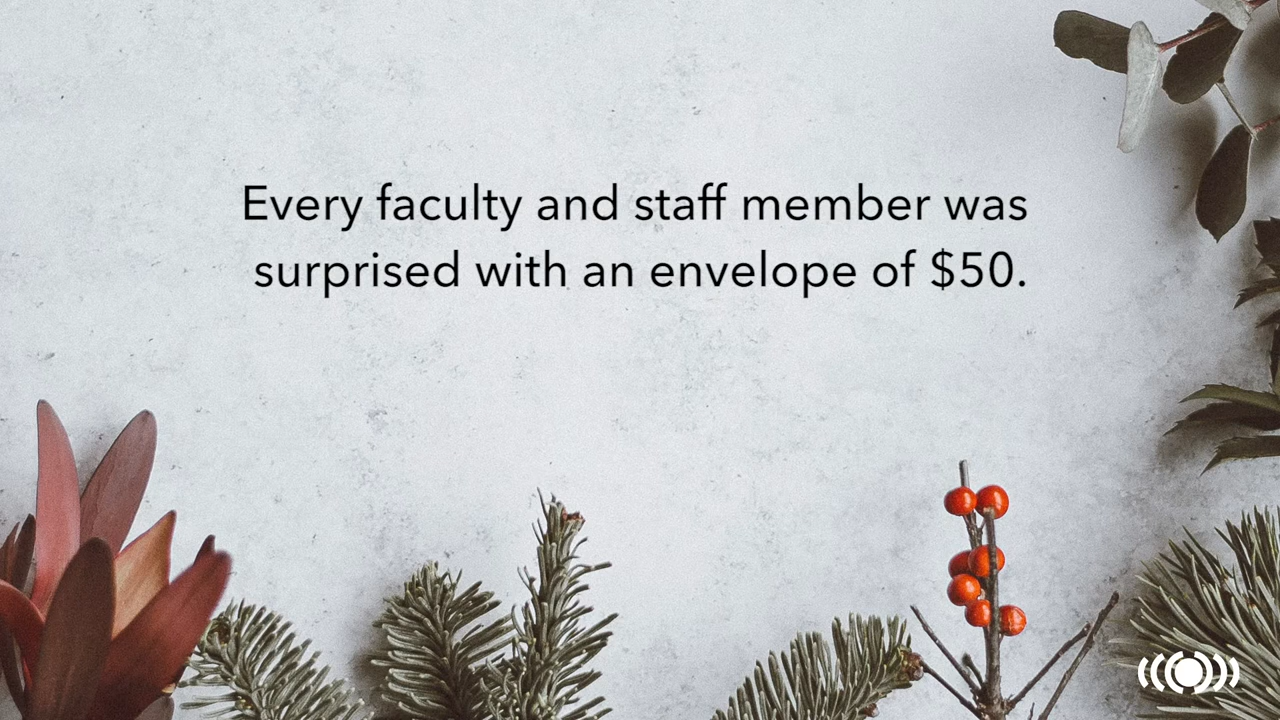 Every faculty and staff member was
surprised with an envelope of $50.